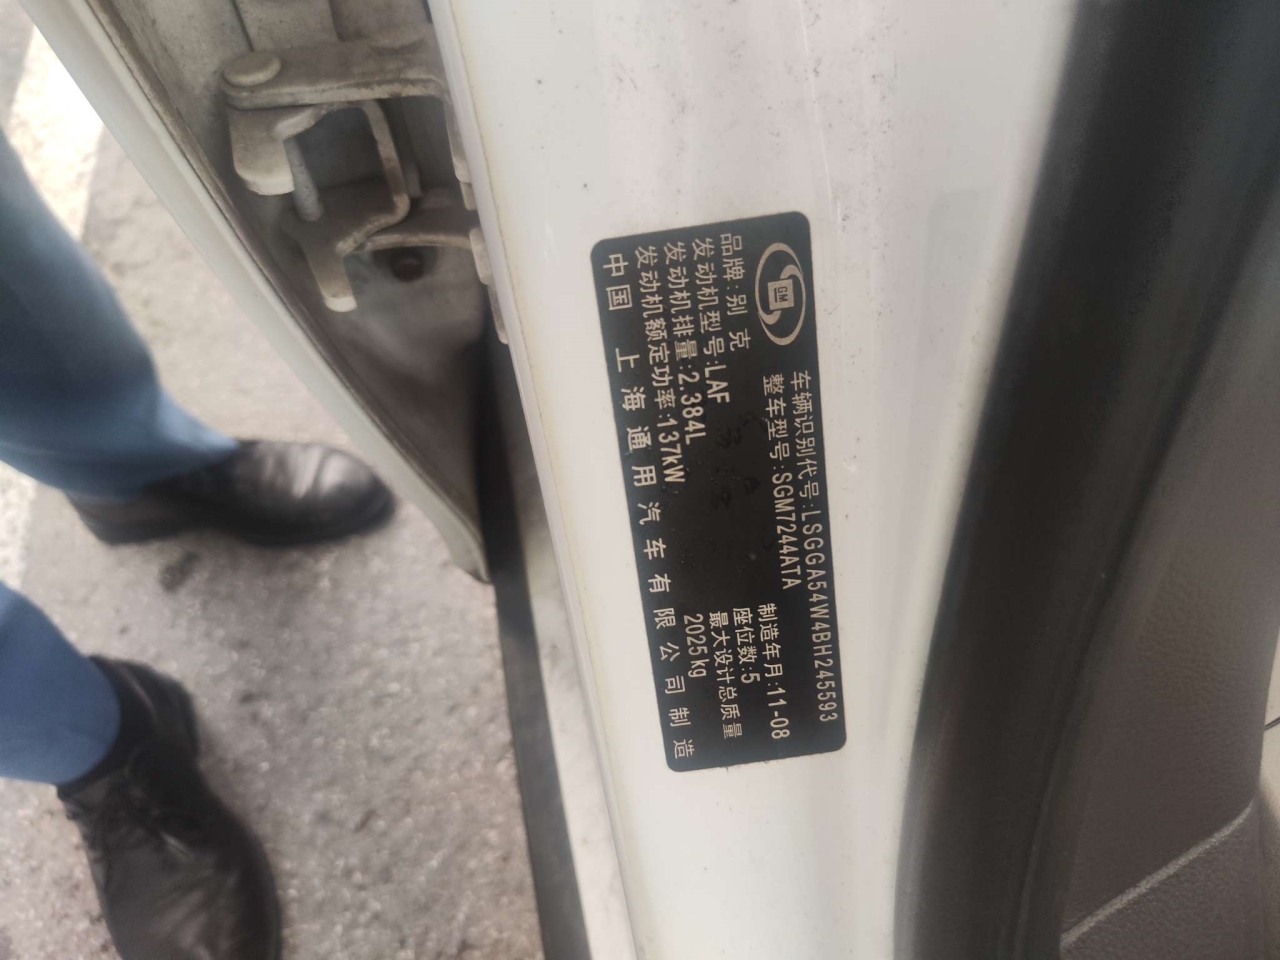 GM
车辆识别代号:LSGGA54W4BH245593
整车型号:SGM7244ATA
制造年月:11-08
品牌:别克
座位数:5
发动机型号:LAF
最大设计总质量
发动机排量:2.384L
2025kg
发动机额定功率:137kW
中国 上海通用汽车有限公司制造